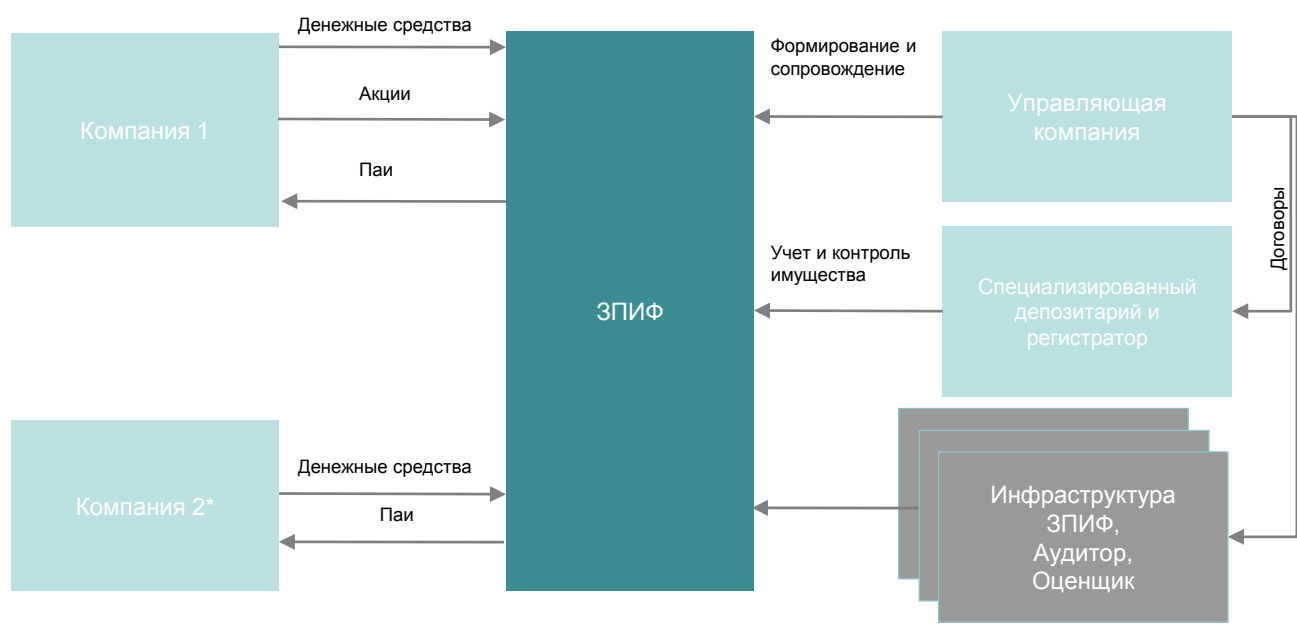 Денежные средства
Акции
Компания 1
Паи
Денежные средства
Компания 2*
Паи
ЗПИФ
Формирование и
сопровождение
Управляющая
компания
Договоры
Учет и контроль
имущества
Специализированный
депозитарий и
регистратор
Инфраструктура
ЗПИФ,
Аудитор,
Оценщик